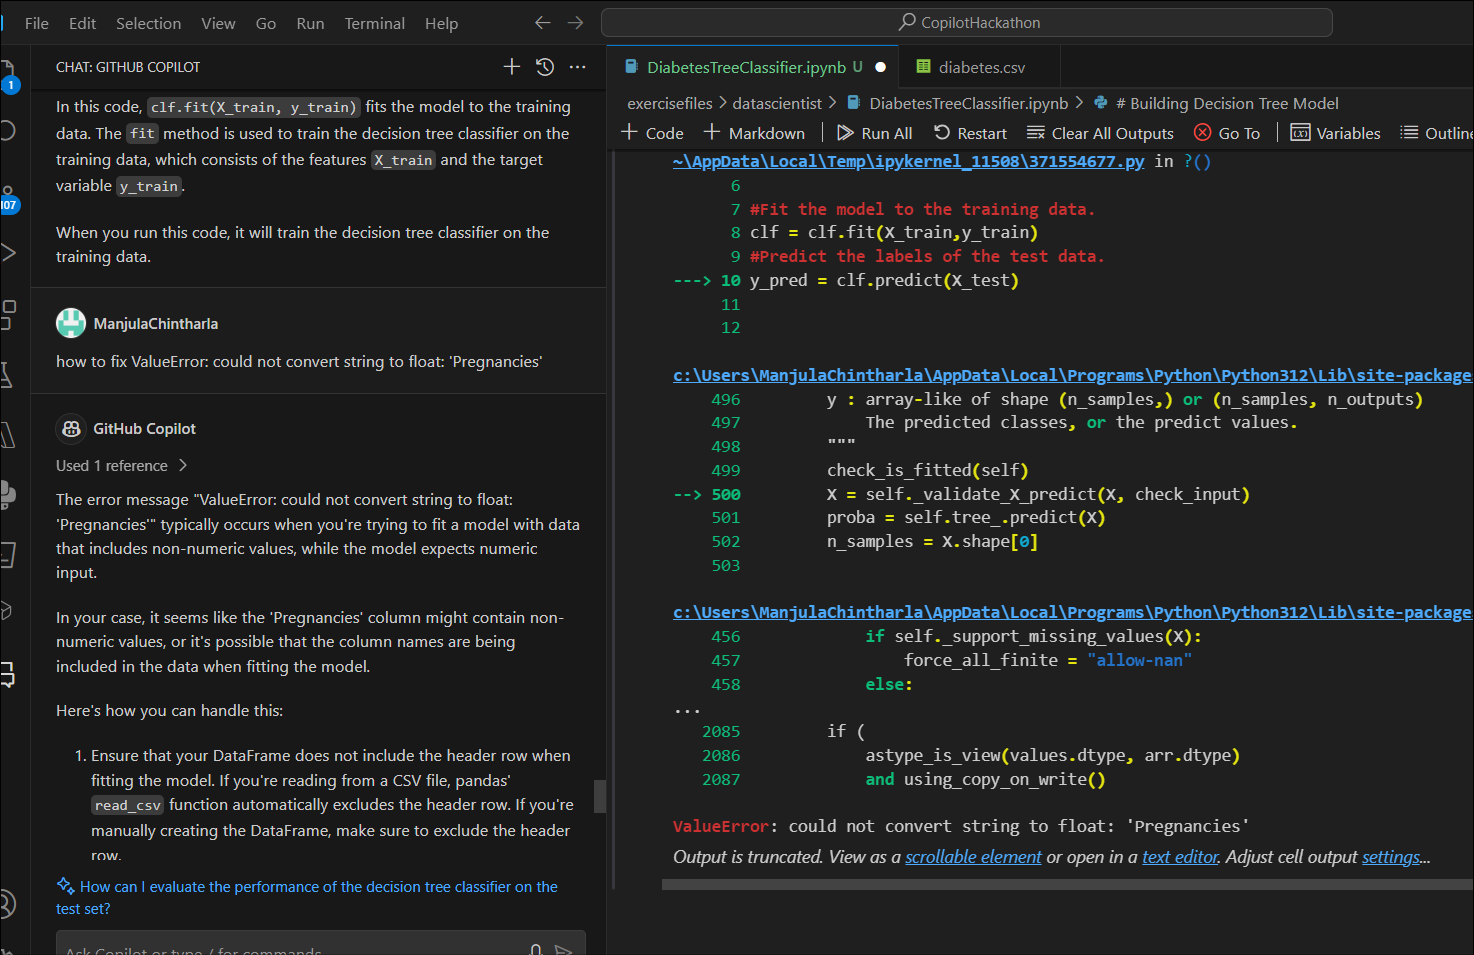 File Edit Selection View Go Run Terminal Help
CopilotHackathon
CHAT: GITHUB COPILOT
1
107
In this code, clf.fit(X_train, y_train) fits the model to the training
data. The fit method is used to train the decision tree classifier on the
training data, which consists of the features X_train and the target
variable y_train.
When you run this code, it will train the decision tree classifier on the
training data.
ManjulaChintharla
how to fix ValueError: could not convert string to float: 'Pregnancies'
GitHub Copilot
Used 1 reference
The error message "ValueError: could not convert string to float:
'Pregnancies'" typically occurs when you're trying to fit a model with data
that includes non-numeric values, while the model expects numeric
input.
In your case, it seems like the 'Pregnancies' column might contain non-
numeric values, or it's possible that the column names are being
included in the data when fitting the model.
Here's how you can handle this:
1. Ensure that your DataFrame does not include the header row when
fitting the model. If you're reading from a CSV file, pandas'
read_csv function automatically excludes the header row. If you're
manually creating the DataFrame, make sure to exclude the header
row.
How can I evaluate the performance of the decision tree classifier on the
test set?
Ask Copilot or type / for commands
DiabetesTreeClassifier.ipynb U
diabetes.csv
exercisefiles > datascientist > DiabetesTreeClassifier.ipynb > # Building Decision Tree Model
+ Code + Markdown Run All Restart Clear All Outputs Go To Variables Outline
~\AppData\Local\Temp\ipykernel_11508\371554677.py in ?()
6
7 #Fit the model to the training data.
8 clf = clf.fit(X_train,y_train)
9 #Predict the labels of the test data.
---> 10 y_pred = clf.predict(X_test)
11
12
c:\Users\ManjulaChintharla\AppData\Local\Programs\Python\Python312\Lib\site-package
496 y : array-like of shape (n_samples,) or (n_samples, n_outputs)
497 The predicted classes, or the predict values.
498 """
499 check_is_fitted(self)
--> 500 X = self._validate_X_predict(X, check_input)
501 proba = self.tree_.predict(X)
502 n_samples = X.shape[0]
503
c:\Users\ManjulaChintharla\AppData\Local\Programs\Python\Python312\Lib\site-package
456 if self._support_missing_values(X):
457 force_all_finite = "allow-nan"
458 else:
...
2085 if (
2086 astype_is_view(values.dtype, arr.dtype)
2087 and using_copy_on_write()
ValueError: could not convert string to float: 'Pregnancies'
Output is truncated. View as a scrollable element or open in a text editor. Adjust cell output settings...